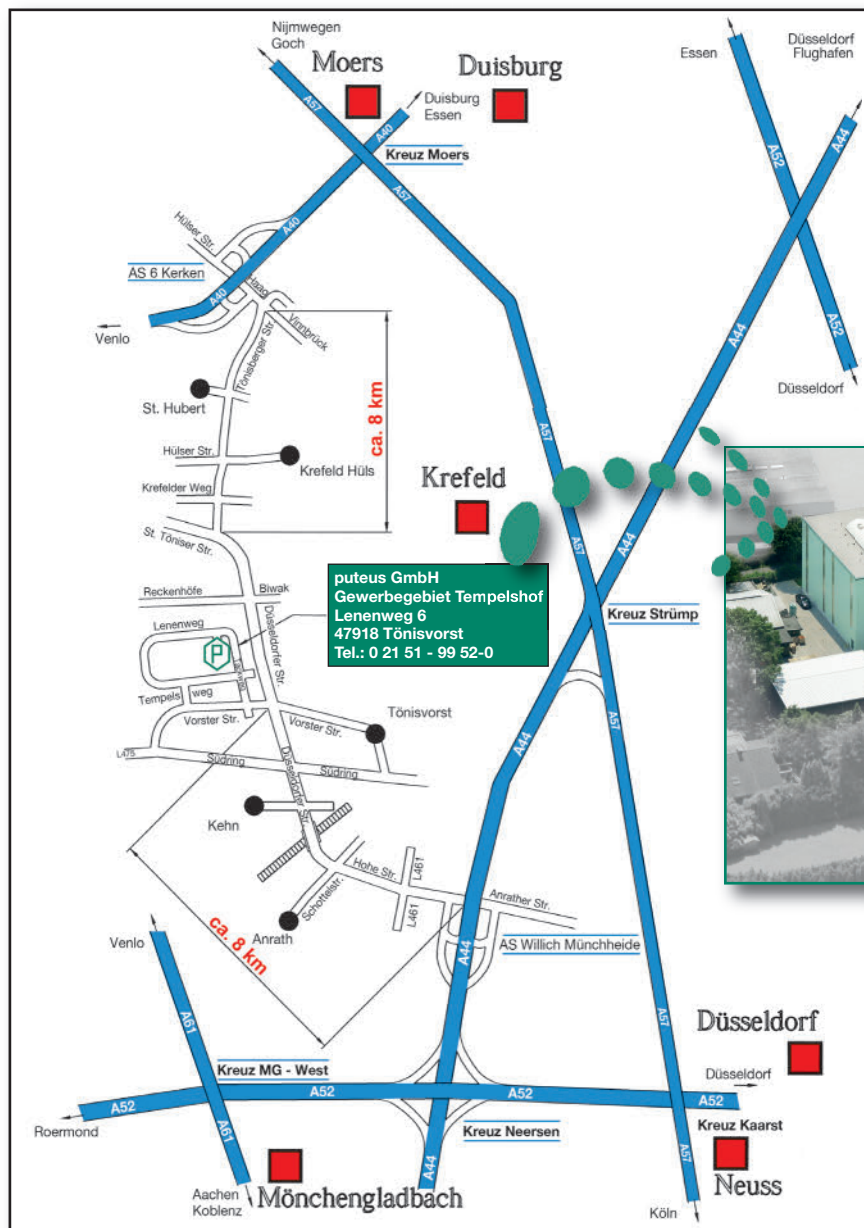 Nijmwegen
Goch
Moers
Duisburg
Essen
Düsseldorf
Flughafen
A57
A40
Duisburg
Essen
Kreuz Moers
A57
A52
A44
Hülser Str.
A40
AS 6 Kerken
Haag
A40
Vinnbrück
Venlo
Tönisberger Str.
A44
A52
Düsseldorf
St. Hubert
ca. 8 km
A57
Hülser Str.
Krefeld Hüls
Krefelder Weg
Krefeld
St. Töniser Str.
A57
A44
Reckenhöfe
Biwak
puteus GmbH
Gewerbegebiet Tempelshof
Lenenweg 6
47918 Tönisvorst
Tel.: 0 21 51 - 99 52-0
Kreuz Strümp
Lenenweg
Düsseldorfer Str.
P
Tempels
weg
Vorster Str.
Vorster Str.
Tönisvorst
A57
A44
L475
Südring
Südring
Düsseldorfer Str.
Kehn
Hohe Str.
L461
Schottelstr.
L461
Anrather Str.
Anrath
ca. 8 km
Venlo
A44
AS Willich Münchheide
A61
A57
Düsseldorf
Kreuz MG - West
Düsseldorf
A52
A52
A52
A52
Roermond
A61
Kreuz Neersen
Kreuz Kaarst
A44
A57
Aachen
Koblenz
Mönchengladbach
Neuss
Köln